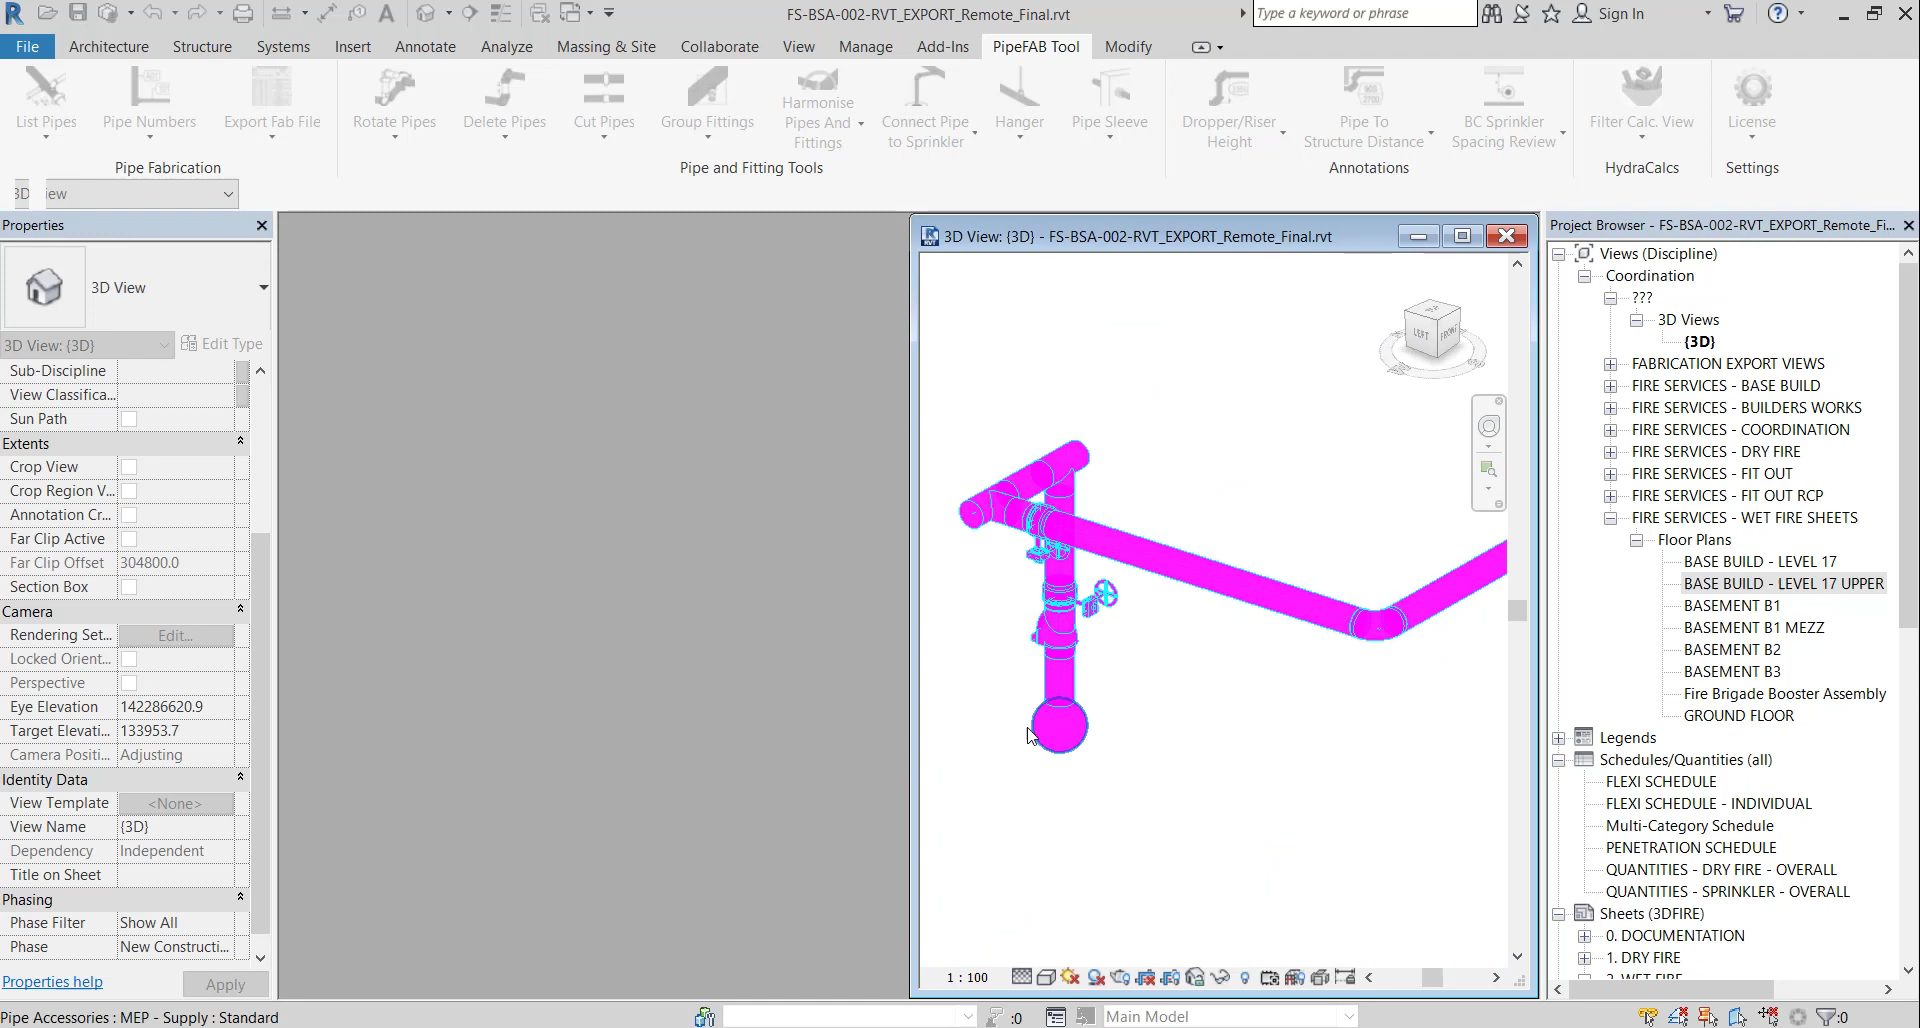 FS-BSA-002-RVT_EXPORT_Remote_Final.rvt
Type a keyword or phrase
Sign In
File
Architecture
Structure
Systems
Insert
Annotate
Analyze
Massing & Site
Collaborate
View
Manage
Add-Ins
PipeFAB Tool
Modify
List Pipes
Pipe Numbers
Export Fab File
Rotate Pipes
Delete Pipes
Cut Pipes
Group Fittings
Harmonise
Pipes And
Fittings
Connect Pipe
to Sprinkler
Hanger
Pipe Sleeve
Dropper/Riser
Height
Pipe To
Structure Distance
BC Sprinkler
Spacing Review
Filter Calc. View
License
Pipe Fabrication
Pipe and Fitting Tools
Annotations
HydraCalcs
Settings
3D iew
Properties
3D View
3D View: {3D}
Edit Type
Sub-Discipline
View Classifica...
Sun Path
Extents
Crop View
Crop Region V...
Annotation Cr...
Far Clip Active
Far Clip Offset 304800.0
Section Box
Camera
Rendering Set... Edit...
Locked Orient...
Perspective
Eye Elevation 142286620.9
Target Elevati... 133953.7
Camera Positi... Adjusting
Identity Data
View Template <None>
View Name {3D}
Dependency Independent
Title on Sheet
Phasing
Phase Filter Show All
Phase New Constructi...
Properties help
Apply
3D View: {3D} - FS-BSA-002-RVT_EXPORT_Remote_Final.rvt
LEFT
FRONT
1 : 100
Project Browser - FS-BSA-002-RVT_EXPORT_Remote_Fi...
Views (Discipline)
Coordination
???
3D Views
{3D}
FABRICATION EXPORT VIEWS
FIRE SERVICES - BASE BUILD
FIRE SERVICES - BUILDERS WORKS
FIRE SERVICES - COORDINATION
FIRE SERVICES - DRY FIRE
FIRE SERVICES - FIT OUT
FIRE SERVICES - FIT OUT RCP
FIRE SERVICES - WET FIRE SHEETS
Floor Plans
BASE BUILD - LEVEL 17
BASE BUILD - LEVEL 17 UPPER
BASEMENT B1
BASEMENT B1 MEZZ
BASEMENT B2
BASEMENT B3
Fire Brigade Booster Assembly
GROUND FLOOR
Legends
Schedules/Quantities (all)
FLEXI SCHEDULE
FLEXI SCHEDULE - INDIVIDUAL
Multi-Category Schedule
PENETRATION SCHEDULE
QUANTITIES - DRY FIRE - OVERALL
QUANTITIES - SPRINKLER - OVERALL
Sheets (3DFIRE)
0. DOCUMENTATION
1. DRY FIRE
2. WET FIRE
Pipe Accessories : MEP - Supply : Standard
:0
Main Model
:0